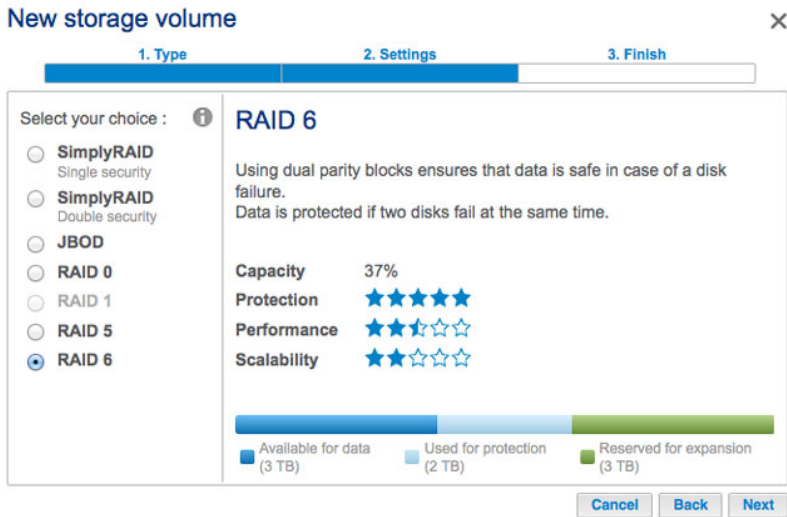 New storage volume
1. Type
2. Settings
3. Finish
Select your choice :
SimplyRAID
Single security
SimplyRAID
Double security
JBOD
RAID 0
RAID 1
RAID 5
RAID 6
RAID 6
Using dual parity blocks ensures that data is safe in case of a disk
failure.
Data is protected if two disks fail at the same time.
Capacity 37%
Protection
Performance
Scalability
Available for data
(3 TB)
Used for protection
(2 TB)
Reserved for expansion
(3 TB)
Cancel
Back
Next